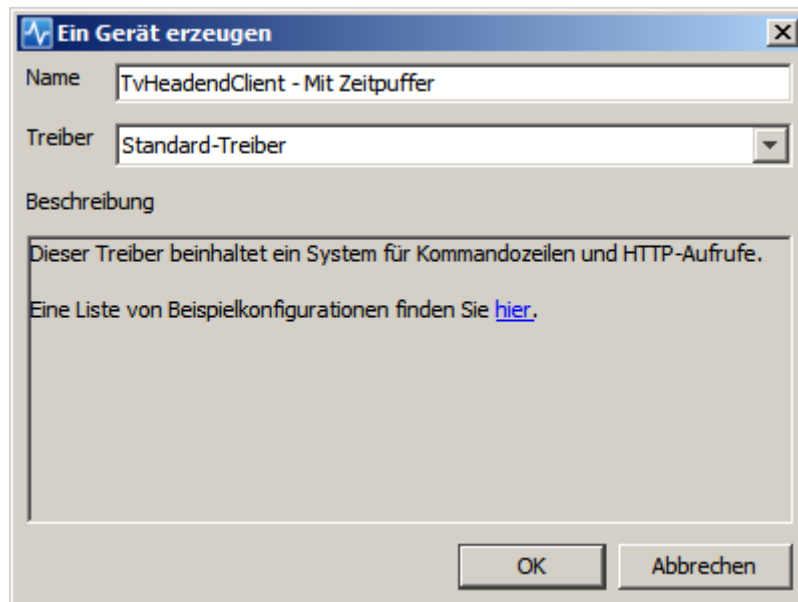 Ein Gerät erzeugen
Name TvHeadendClient - Mit Zeitpuffer
Treiber Standard-Treiber
Beschreibung
Dieser Treiber beinhaltet ein System für Kommandozeilen und HTTP-Aufrufe.
Eine Liste von Beispielkonfigurationen finden Sie hier.
OK Abbrechen